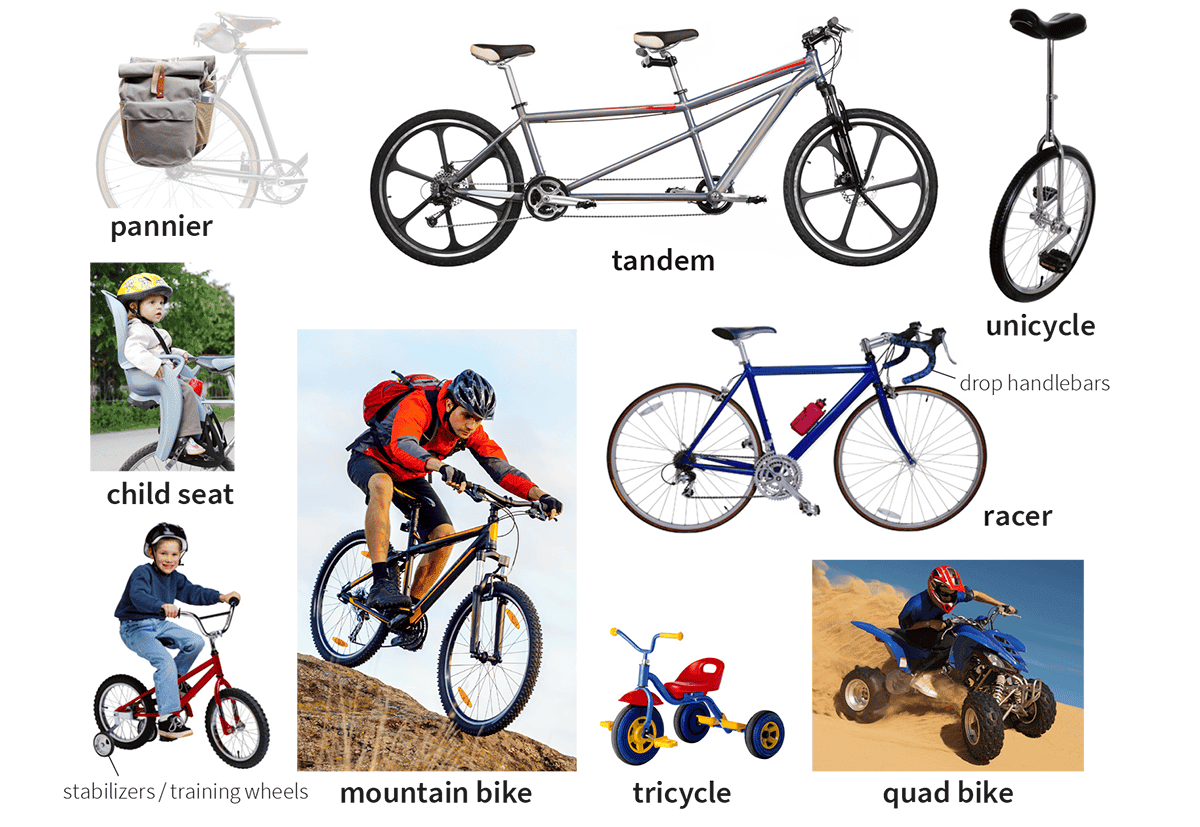 pannier
tandem
unicycle
drop handlebars
child seat
racer
stabilizers / training wheels
mountain bike
tricycle
quad bike